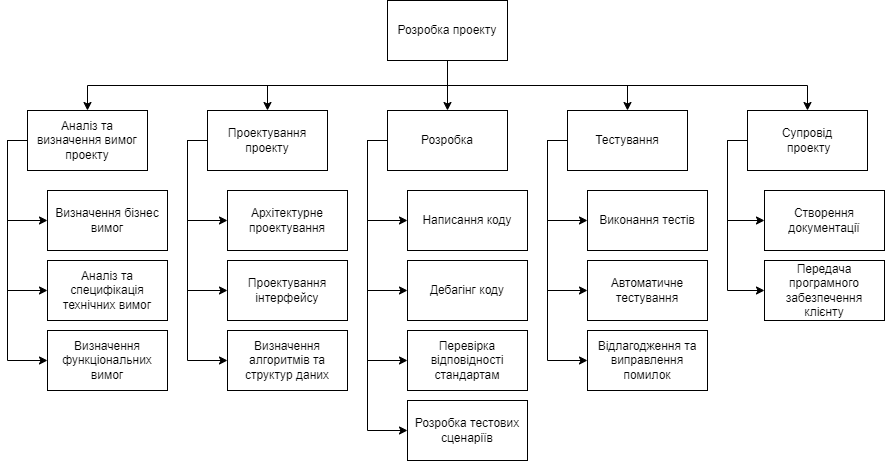 Розробка проекту
Аналіз та
визначення вимог
проекту
Проектування
проекту
Розробка
Тестування
Супровід
проекту
Визначення бізнес
вимог
Архітектурне
проектування
Написання коду
Виконання тестів
Створення
документації
Аналіз та
специфікація
технічних вимог
Проектування
інтерфейсу
Дебагінг коду
Автоматичне
тестування
Передача
програмного
забезпечення
клієнту
Визначення
функціональних
вимог
Визначення
алгоритмів та
структур даних
Перевірка
відповідності
стандартам
Відлагодження та
виправлення
помилок
Розробка тестових
сценаріїв